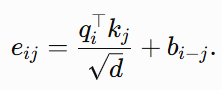 $e_{ij} = \frac{q_i^\top k_j}{\sqrt{d}} + b_{i-j}.$